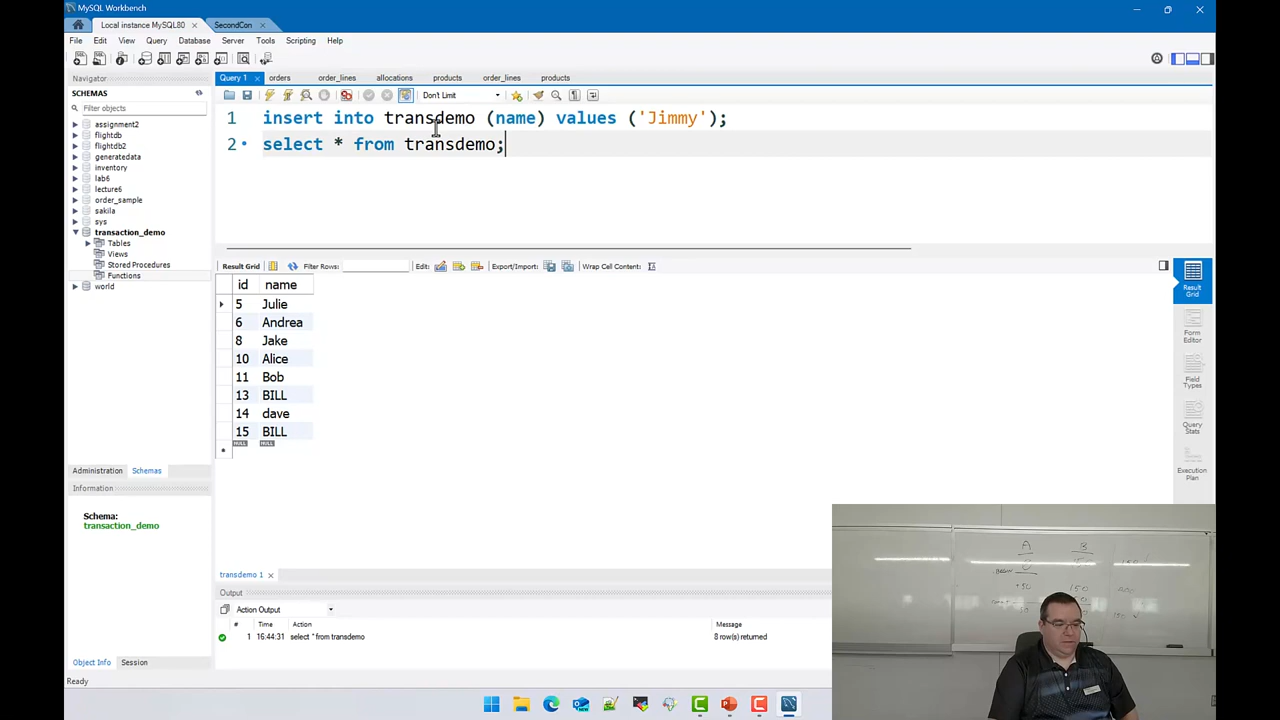 MySQL Workbench
Local instance MySQL80 SecondCon
File Edit View Query Database Server Tools Scripting Help
Navigator
SCHEMAS
Filter objects
assignment2
flightdb
flightdb2
generatedata
inventory
lab6
lecture6
order_sample
sakila
sys
transaction_demo
Tables
Views
Stored Procedures
Functions
world
Administration Schemas
Information
Schema:
transaction_demo
Object Info Session
Ready
Query 1 orders order_lines allocations products order_lines products
Don't Limit
1 insert into transdemo (name) values ('Jimmy');
2 select * from transdemo;
Result Grid Filter Rows: Edit: Export/Import: Wrap Cell Content:
id name
5 Julie
6 Andrea
8 Jake
10 Alice
11 Bob
13 BILL
14 dave
15 BILL
NULL NULL
Result Grid
Form Editor
Field Types
Query Stats
Execution Plan
transdemo 1
Output
Action Output
# Time Action Message
1 16:44:31 select * from transdemo 8 row(s) returned
A B